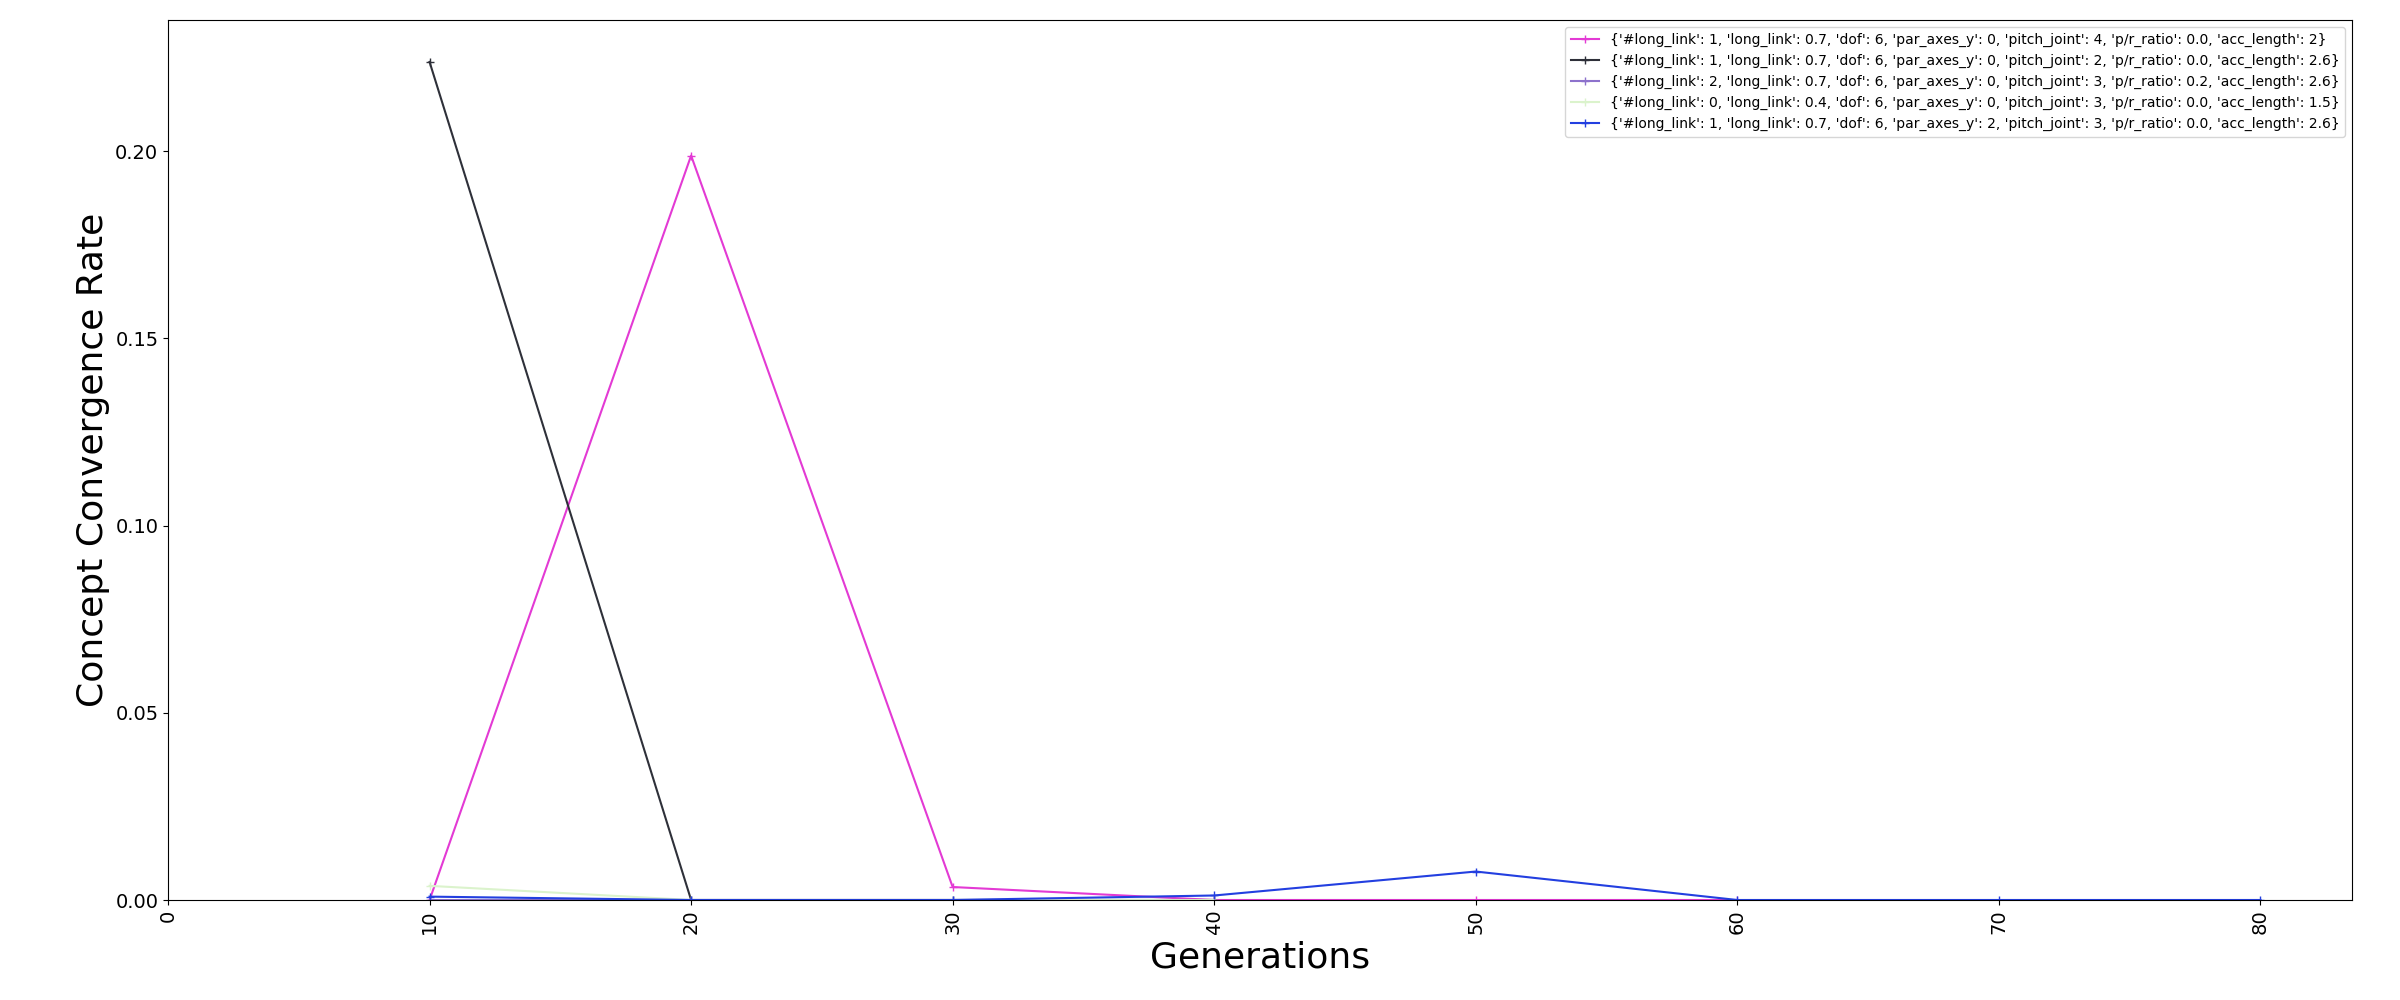 {'#long_link': 1, 'long_link': 0.7, 'dof': 6, 'par_axes_y': 0, 'pitch_joint': 4, 'p/r_ratio': 0.0, 'acc_length': 2}
{'#long_link': 1, 'long_link': 0.7, 'dof': 6, 'par_axes_y': 0, 'pitch_joint': 2, 'p/r_ratio': 0.0, 'acc_length': 2.6}
{'#long_link': 2, 'long_link': 0.7, 'dof': 6, 'par_axes_y': 0, 'pitch_joint': 3, 'p/r_ratio': 0.2, 'acc_length': 2.6}
{'#long_link': 0, 'long_link': 0.4, 'dof': 6, 'par_axes_y': 0, 'pitch_joint': 3, 'p/r_ratio': 0.0, 'acc_length': 1.5}
{'#long_link': 1, 'long_link': 0.7, 'dof': 6, 'par_axes_y': 2, 'pitch_joint': 3, 'p/r_ratio': 0.0, 'acc_length': 2.6}
Concept Convergence Rate
0.20
0.15
0.10
0.05
0.00
0 10 20 30 40 50 60 70 80
Generations